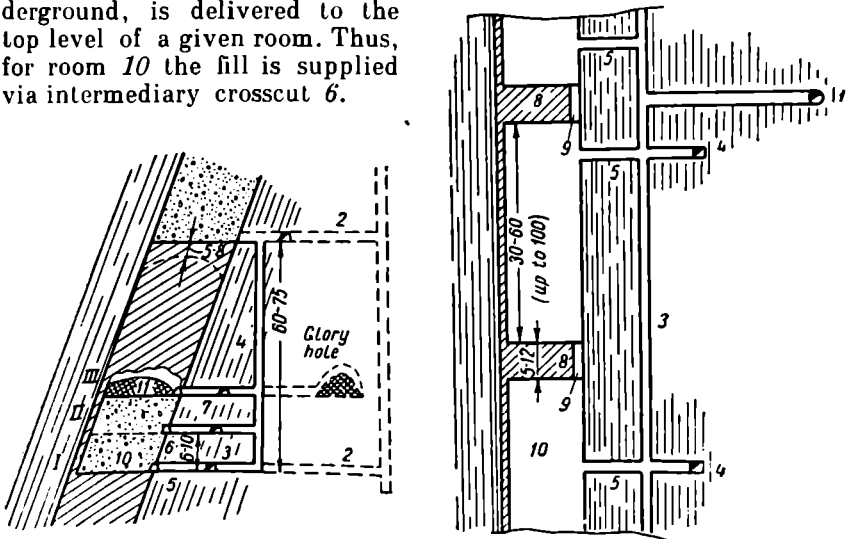 derground, is delivered to the
top level of a given room. Thus,
for room 10 the fill is supplied
via intermediary crosscut 6.
2
5-8
60-75
4
Glory
hole
III
11
II
7
I
10
6
6-10
3
2
5
5
8
1
9
4
5
30-60
(up to 100)
3
5-12
8
9
10
4
5